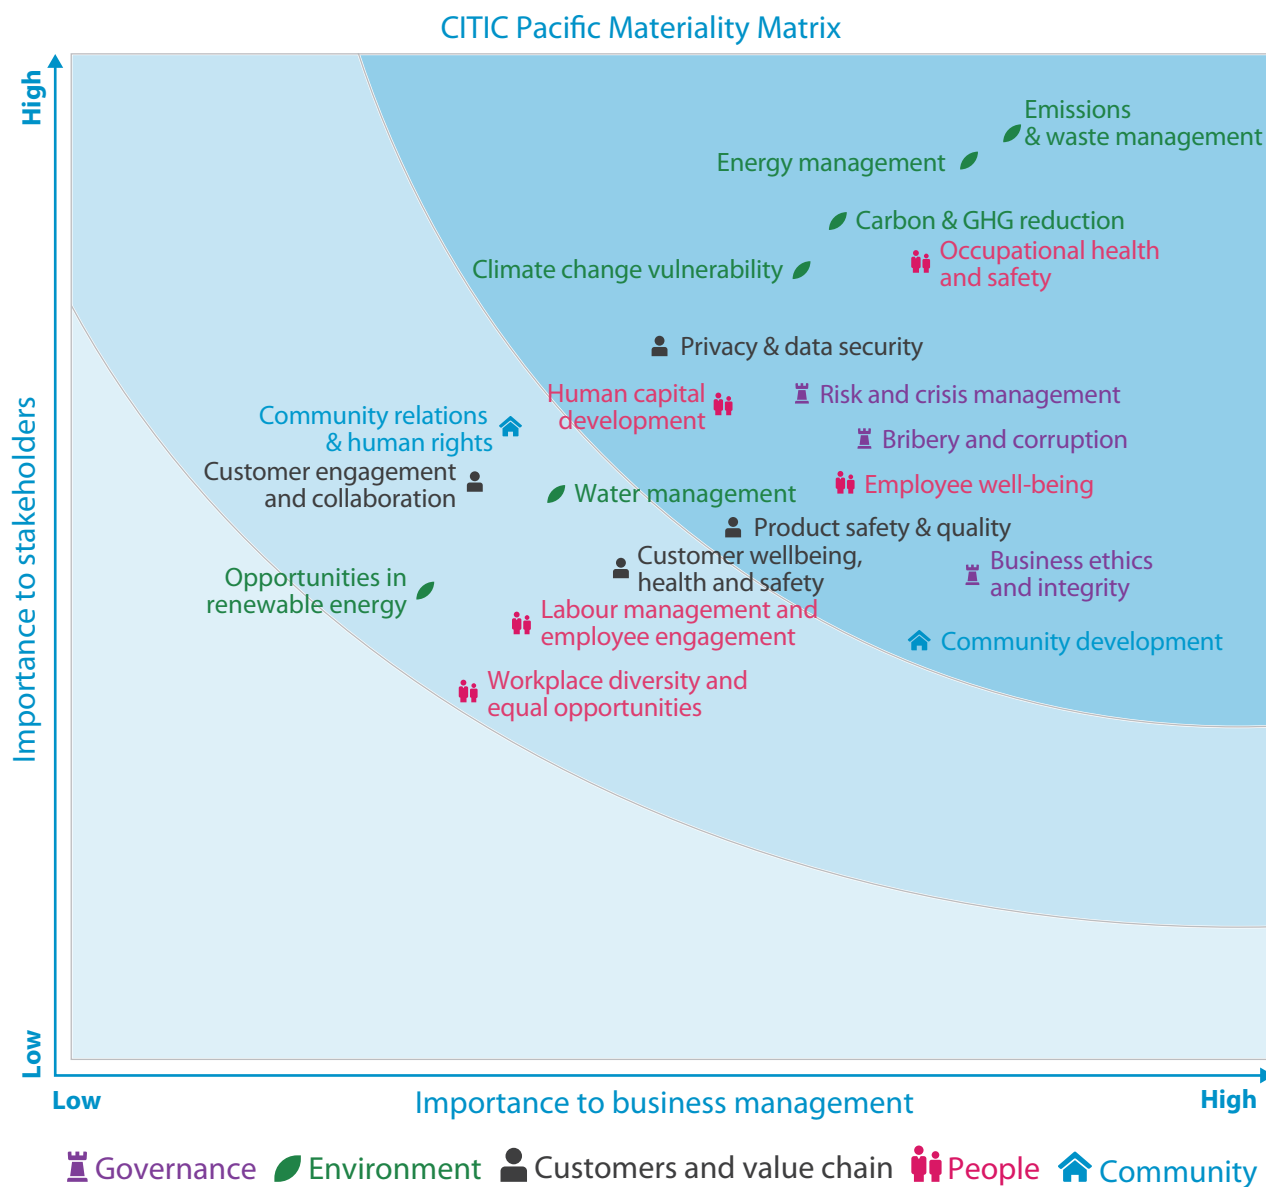 CITIC Pacific Materiality Matrix
High
Emissions
& waste management
Energy management
Carbon & GHG reduction
Occupational health
and safety
Climate change vulnerability
Privacy & data security
Human capital
development
Risk and crisis management
Community relations
& human rights
Bribery and corruption
Customer engagement
and collaboration
Employee well-being
Water management
Product safety & quality
Customer wellbeing,
health and safety
Business ethics
and integrity
Opportunities in
renewable energy
Labour management and
employee engagement
Community development
Workplace diversity and
equal opportunities
Importance to stakeholders
Low
Low
Importance to business management
High
Governance
Environment
Customers and value chain
People
Community